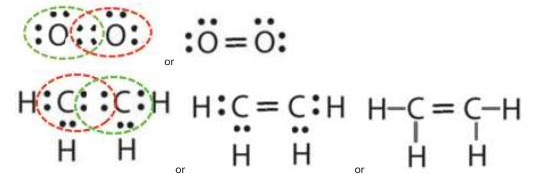 :Ö::Ö: or :Ö=Ö:
H:C::C:H H:C=C:H H–C=C–H
H H or H H or H H